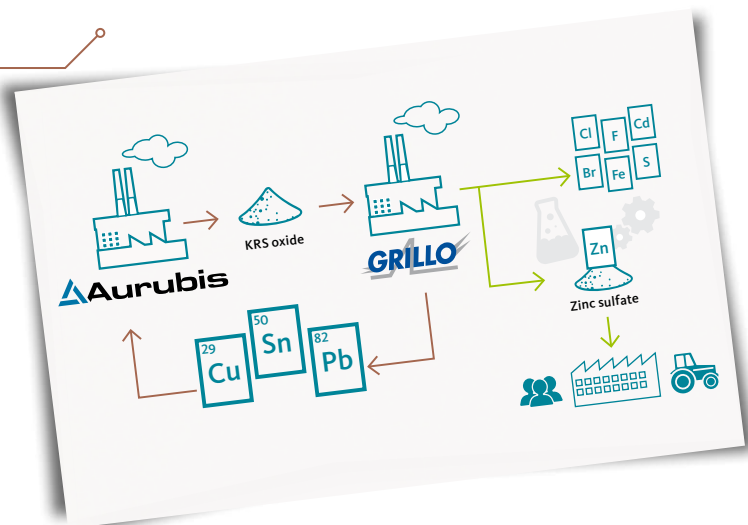 Cl
F
Cd
Br
Fe
S
KRS oxide
Aurubis
GRILLO
Zn
Zinc sulfate
29
Cu
50
Sn
82
Pb